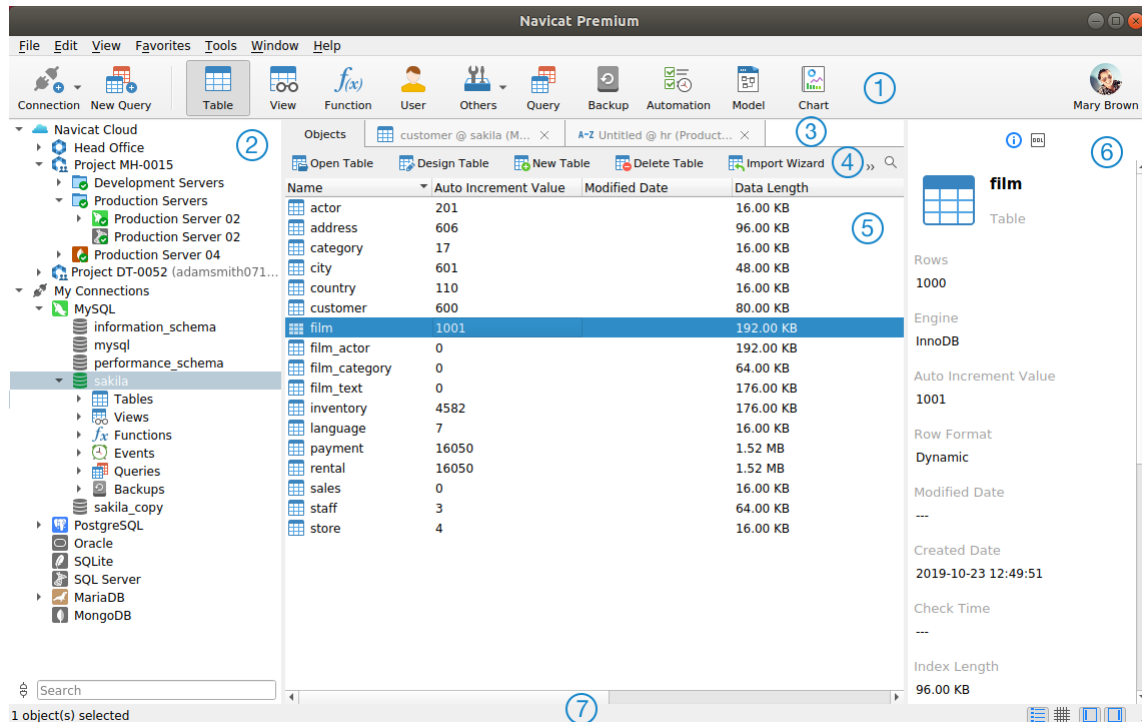 Navicat Premium
File Edit View Favorites Tools Window Help
Connection New Query Table View Function User Others Query Backup Automation Model Chart 1 Mary Brown
Navicat Cloud
Head Office
Project MH-0015
Development Servers
Production Servers
Production Server 02
Production Server 02
Production Server 04
Project DT-0052 (adamsmith071...
My Connections
MySQL
information_schema
mysql
performance_schema
sakila
Tables
Views
fx Functions
Events
Queries
Backups
sakila_copy
PostgreSQL
Oracle
SQLite
SQL Server
MariaDB
MongoDB
Search
2
Objects customer @ sakila (M... A-Z Untitled @ hr (Product... 3
Open Table Design Table New Table Delete Table Import Wizard 4 »
Name Auto Increment Value Modified Date Data Length
actor 201 16.00 KB
address 606 96.00 KB
5
category 17 16.00 KB
city 601 48.00 KB
country 110 16.00 KB
customer 600 80.00 KB
film 1001 192.00 KB
film_actor 0 192.00 KB
film_category 0 64.00 KB
film_text 0 176.00 KB
inventory 4582 176.00 KB
language 7 16.00 KB
payment 16050 1.52 MB
rental 16050 1.52 MB
sales 0 16.00 KB
staff 3 64.00 KB
store 4 16.00 KB
DDL 6
film
Table
Rows
1000
Engine
InnoDB
Auto Increment Value
1001
Row Format
Dynamic
Modified Date
---
Created Date
2019-10-23 12:49:51
Check Time
---
Index Length
96.00 KB
7
1 object(s) selected